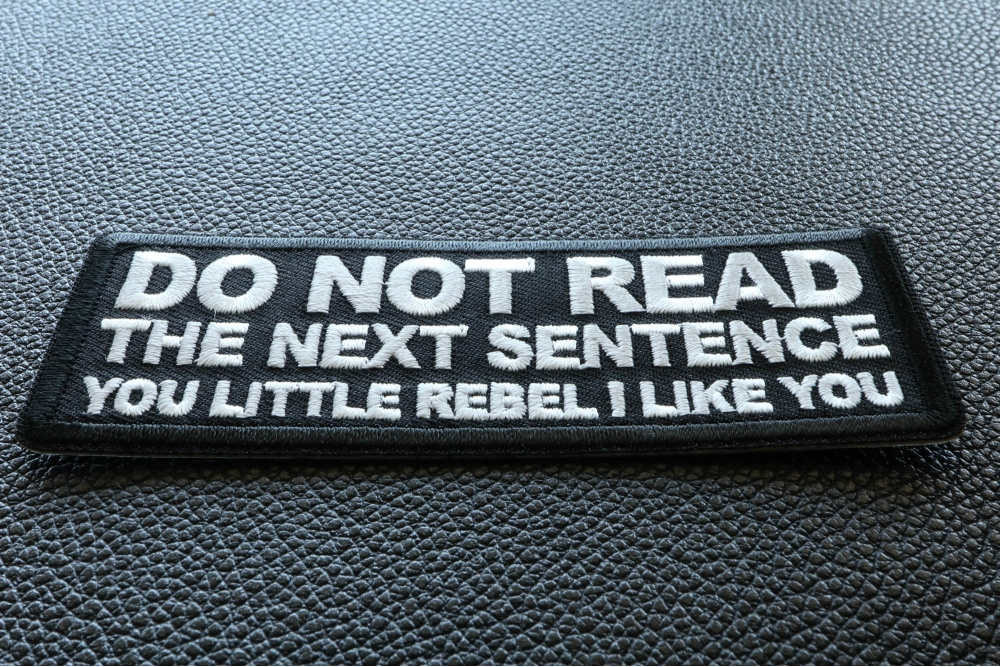 DO NOT READ
THE NEXT SENTENCE
YOU LITTLE REBEL I LIKE YOU